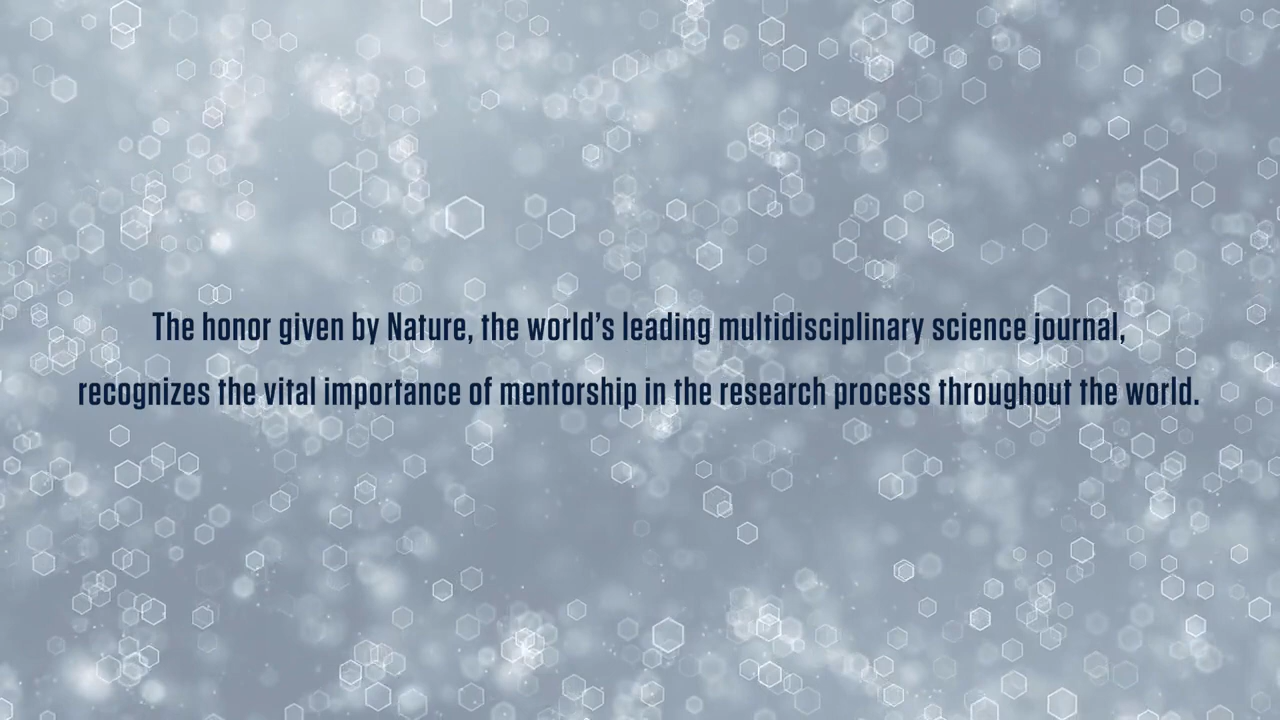 The honor given by Nature, the world’s leading multidisciplinary science journal,
recognizes the vital importance of mentorship in the research process throughout the world.